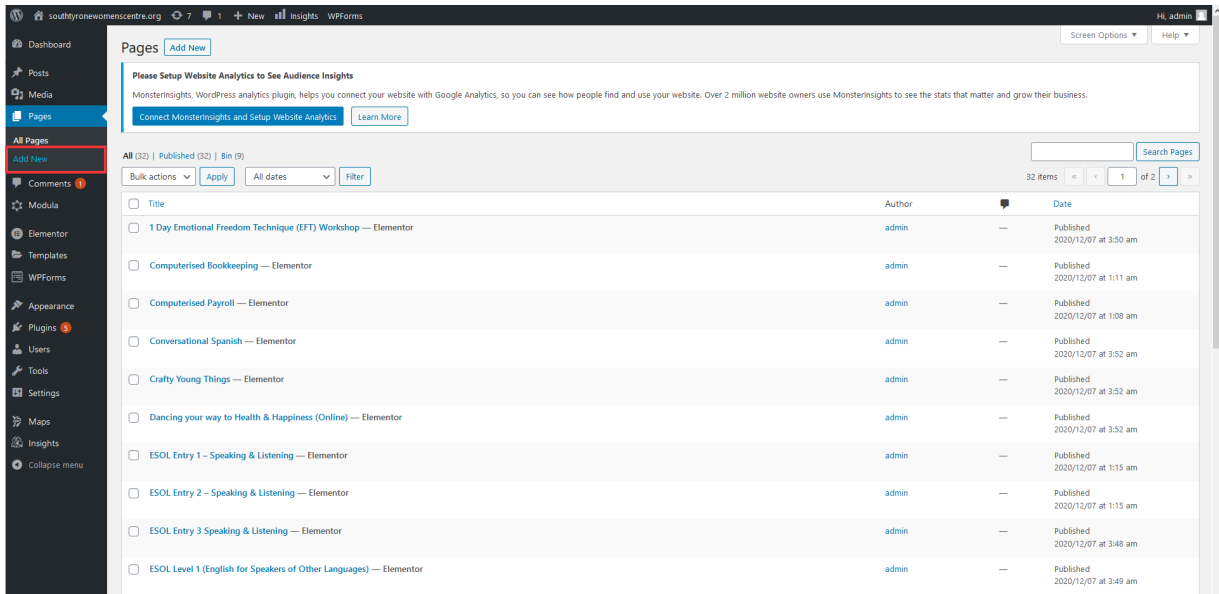 southtyronewomenscentre.org 7 1 + New Insights WPForms Hi, admin
Dashboard
Posts
Media
Pages
All Pages
Add New
Comments 1
Modula
Elementor
Templates
WPForms
Appearance
Plugins 5
Users
Tools
Settings
Maps
Insights
Collapse menu
Screen Options ▼ Help ▼
Pages Add New
Please Setup Website Analytics to See Audience Insights
MonsterInsights, WordPress analytics plugin, helps you connect your website with Google Analytics, so you can see how people find and use your website. Over 2 million website owners use MonsterInsights to see the stats that matter and grow their business.
Connect MonsterInsights and Setup Website Analytics Learn More
All (32) | Published (32) | Bin (9)
Search Pages
Bulk actions Apply All dates Filter
32 items « ‹ 1 of 2 › »
Title Author Date
1 Day Emotional Freedom Technique (EFT) Workshop — Elementor admin — Published
2020/12/07 at 3:50 am
Computerised Bookkeeping — Elementor admin — Published
2020/12/07 at 1:11 am
Computerised Payroll — Elementor admin — Published
2020/12/07 at 1:08 am
Conversational Spanish — Elementor admin — Published
2020/12/07 at 3:52 am
Crafty Young Things — Elementor admin — Published
2020/12/07 at 3:52 am
Dancing your way to Health & Happiness (Online) — Elementor admin — Published
2020/12/07 at 3:52 am
ESOL Entry 1 – Speaking & Listening — Elementor admin — Published
2020/12/07 at 1:15 am
ESOL Entry 2 – Speaking & Listening — Elementor admin — Published
2020/12/07 at 1:15 am
ESOL Entry 3 Speaking & Listening — Elementor admin — Published
2020/12/07 at 3:48 am
ESOL Level 1 (English for Speakers of Other Languages) — Elementor admin — Published
2020/12/07 at 3:49 am